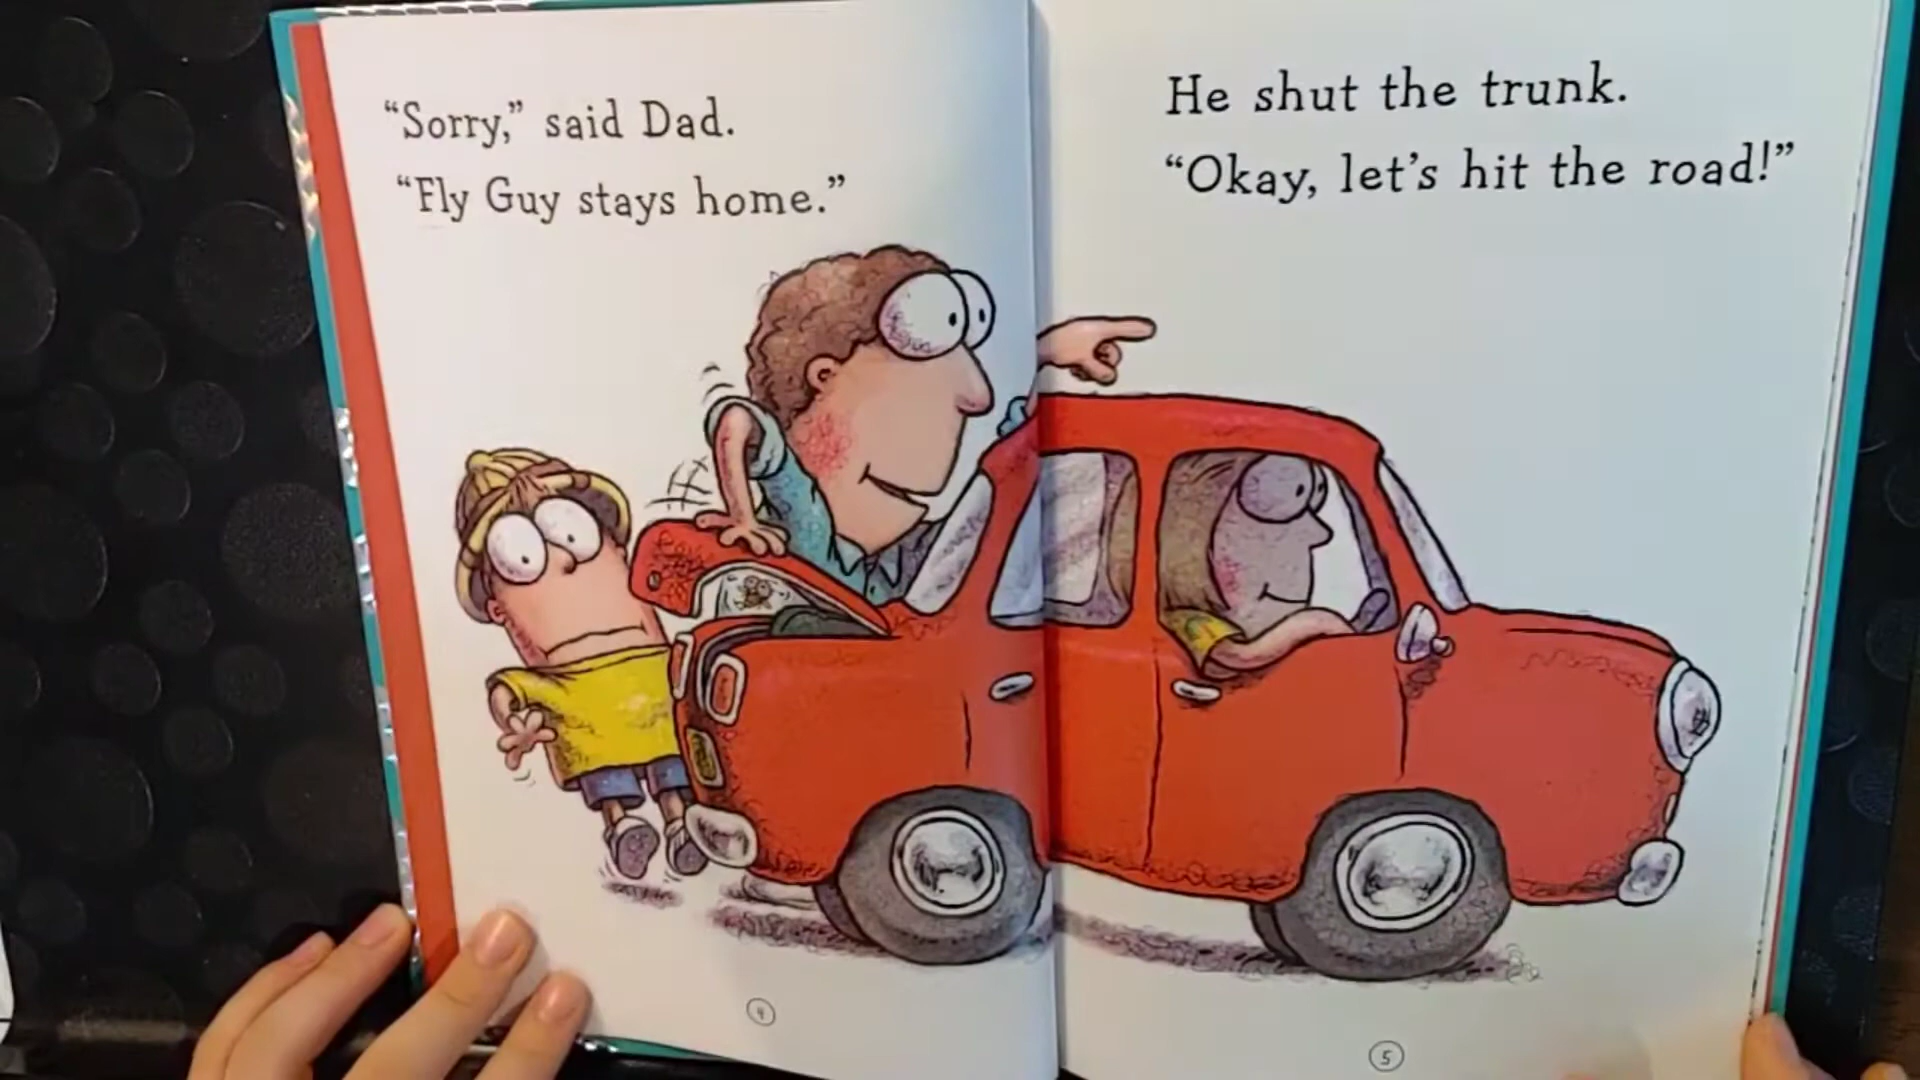 “Sorry,” said Dad.
“Fly Guy stays home.”
He shut the trunk.
“Okay, let’s hit the road!”
4
5